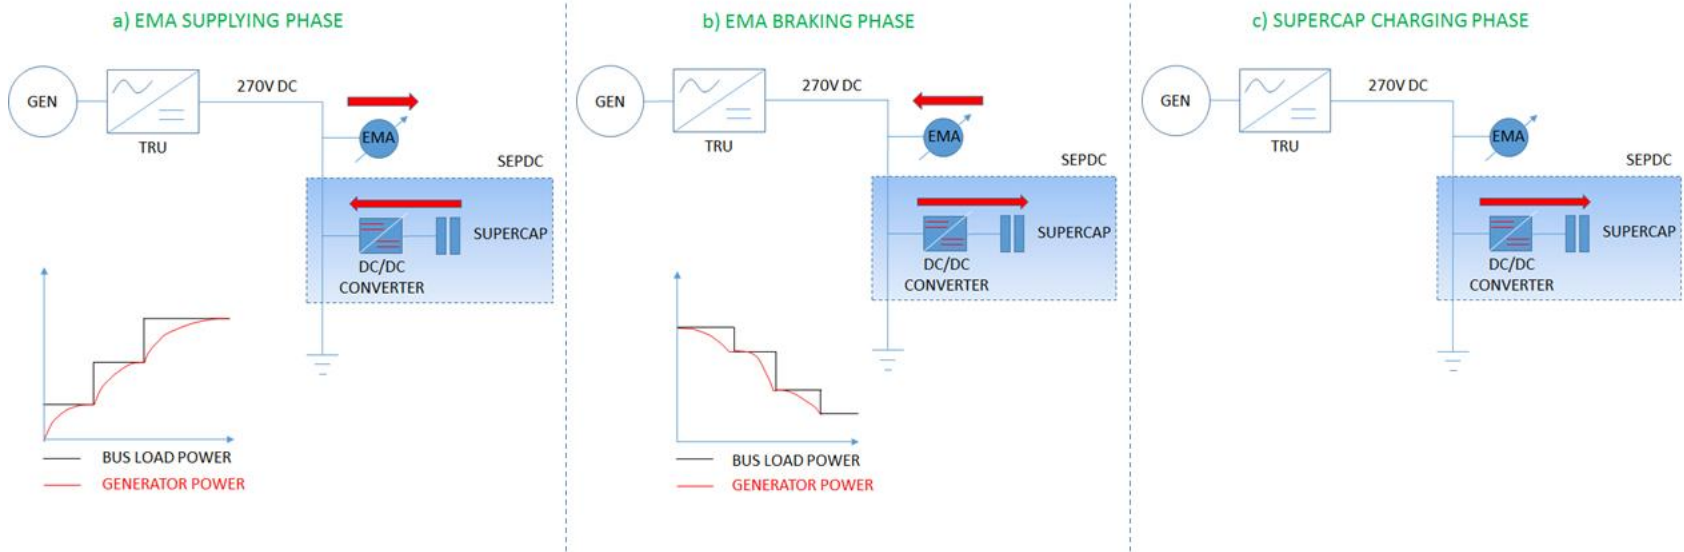 a) EMA SUPPLYING PHASE
GEN
TRU
270V DC
EMA
SEPDC
SUPERCAP
DC/DC
CONVERTER
BUS LOAD POWER
GENERATOR POWER
b) EMA BRAKING PHASE
GEN
TRU
270V DC
EMA
SEPDC
SUPERCAP
DC/DC
CONVERTER
BUS LOAD POWER
GENERATOR POWER
c) SUPERCAP CHARGING PHASE
GEN
TRU
270V DC
EMA
SEPDC
SUPERCAP
DC/DC
CONVERTER